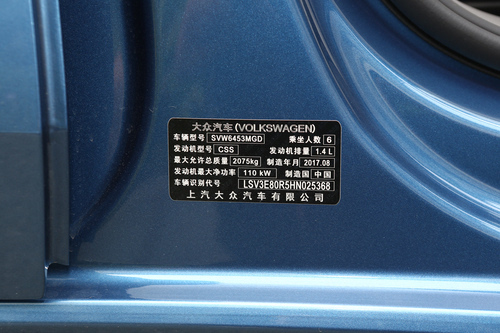 大众汽车(VOLKSWAGEN)
车辆型号 SVW6453MGD 乘坐人数 6
发动机型号 CSS 发动机排量 1.4 L
最大允许总质量 2075kg 制造年月 2017.08
发动机最大净功率 110 kW 制造国 中国
车辆识别代号 LSV3E80R5HN025368
上汽大众汽车有限公司